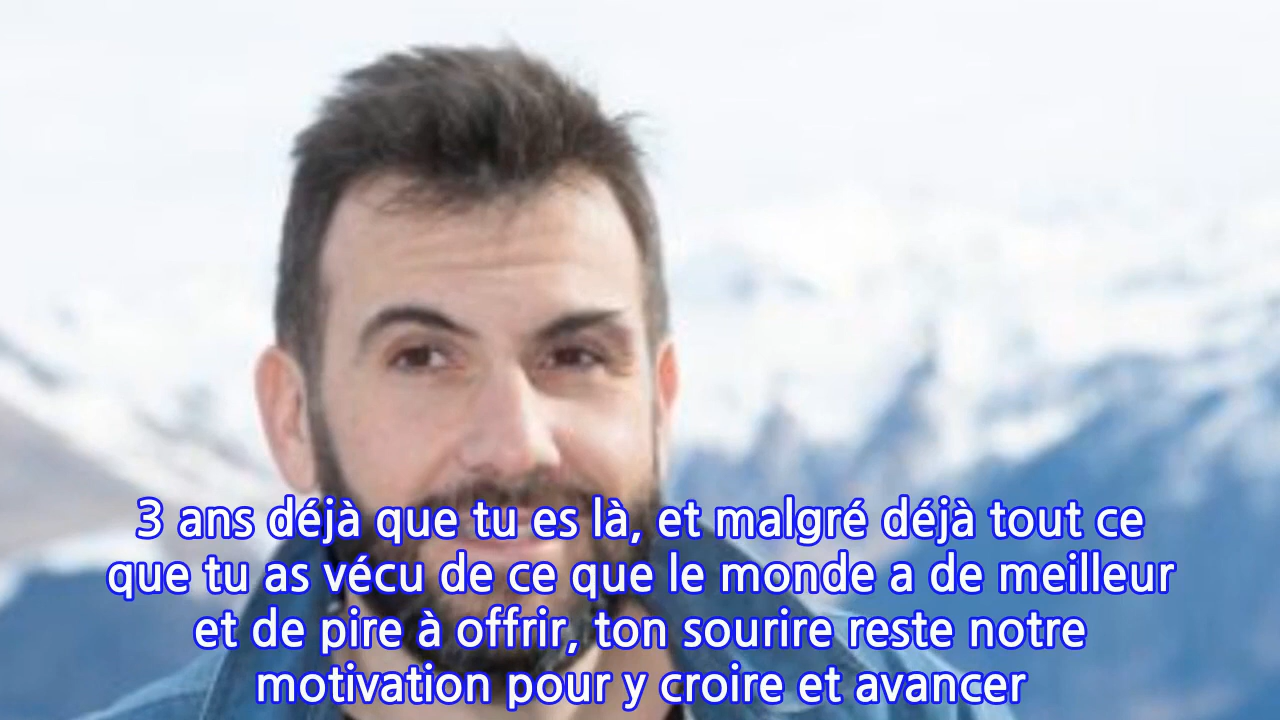 3 ans déjà que tu es là, et malgré déjà tout ce
que tu as vécu de ce que le monde a de meilleur
et de pire à offrir, ton sourire reste notre
motivation pour y croire et avancer